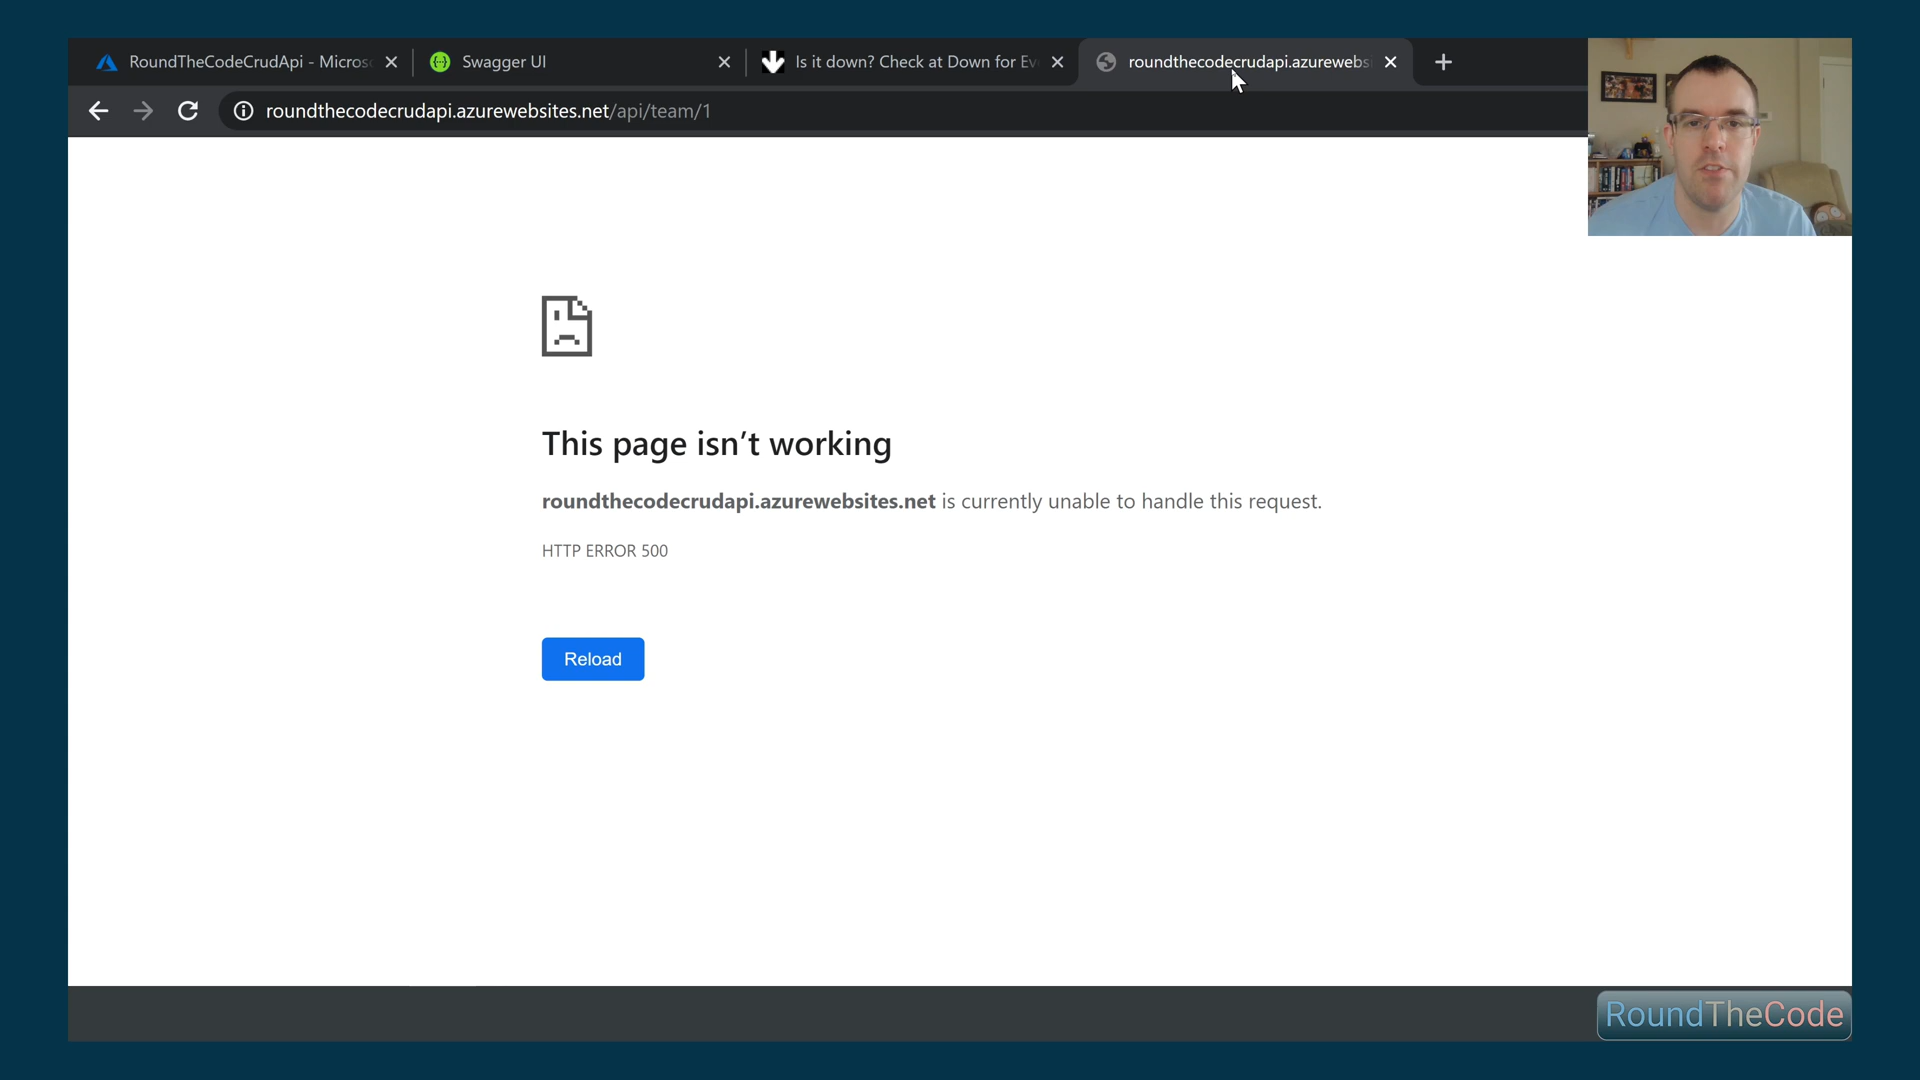 RoundTheCodeCrudApi - Micros
Swagger UI
Is it down? Check at Down for Ev
roundthecodecrudapi.azurewebs
roundthecodecrudapi.azurewebsites.net/api/team/1
This page isn’t working
roundthecodecrudapi.azurewebsites.net is currently unable to handle this request.
HTTP ERROR 500
Reload
RoundTheCode